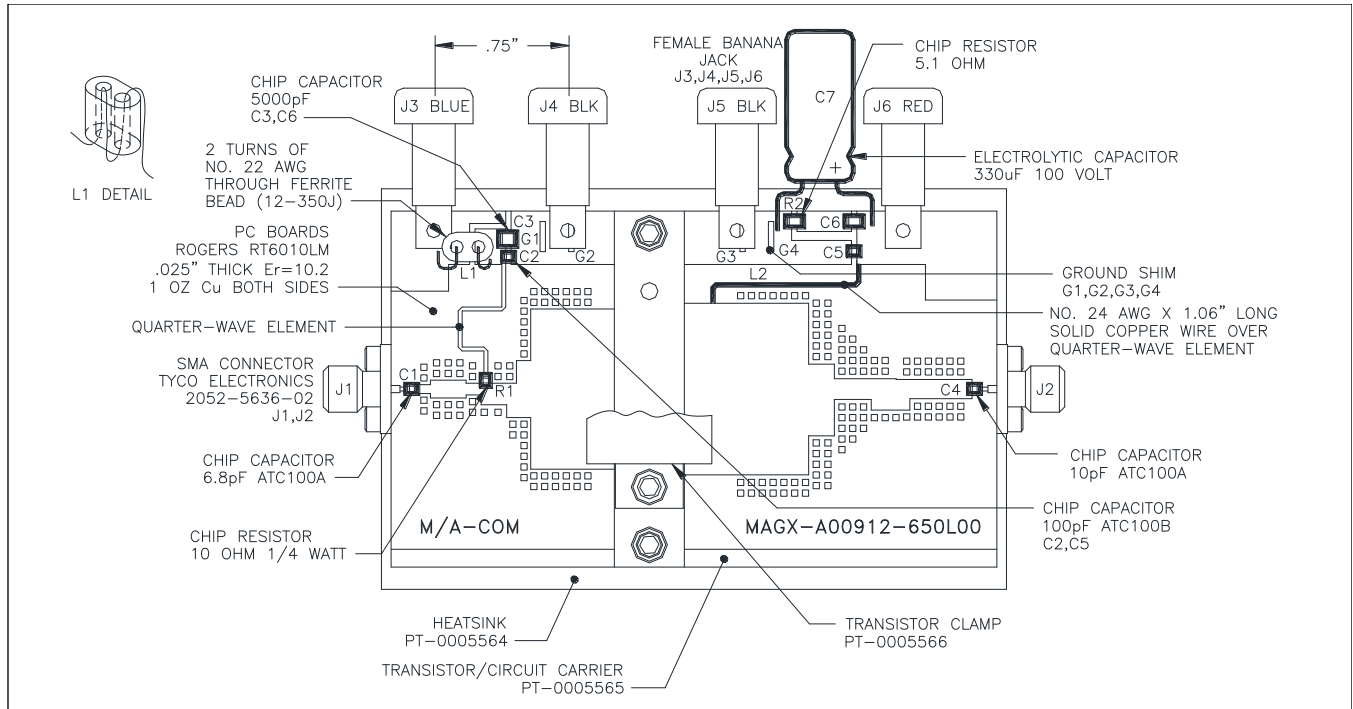 .75"
FEMALE BANANA
JACK
J3,J4,J5,J6
CHIP RESISTOR
5.1 OHM
CHIP CAPACITOR
5000pF
C3,C6
J3 BLUE
J4 BLK
J5 BLK
C7
J6 RED
L1 DETAIL
2 TURNS OF
NO. 22 AWG
THROUGH FERRITE
BEAD (12-350J)
+
ELECTROLYTIC CAPACITOR
330uF 100 VOLT
PC BOARDS
ROGERS RT6010LM
.025" THICK Er=10.2
1 OZ Cu BOTH SIDES
C3
G1
C2
L1
G2
R2
C6
G3
G4
C5
L2
GROUND SHIM
G1,G2,G3,G4
NO. 24 AWG X 1.06" LONG
SOLID COPPER WIRE OVER
QUARTER-WAVE ELEMENT
QUARTER-WAVE ELEMENT
SMA CONNECTOR
TYCO ELECTRONICS
2052-5636-02
J1,J2
J1
C1
R1
C4
J2
CHIP CAPACITOR
6.8pF ATC100A
CHIP CAPACITOR
10pF ATC100A
CHIP RESISTOR
10 OHM 1/4 WATT
M/A-COM
MAGX-A00912-650L00
CHIP CAPACITOR
100pF ATC100B
C2,C5
HEATSINK
PT-0005564
TRANSISTOR CLAMP
PT-0005566
TRANSISTOR/CIRCUIT CARRIER
PT-0005565